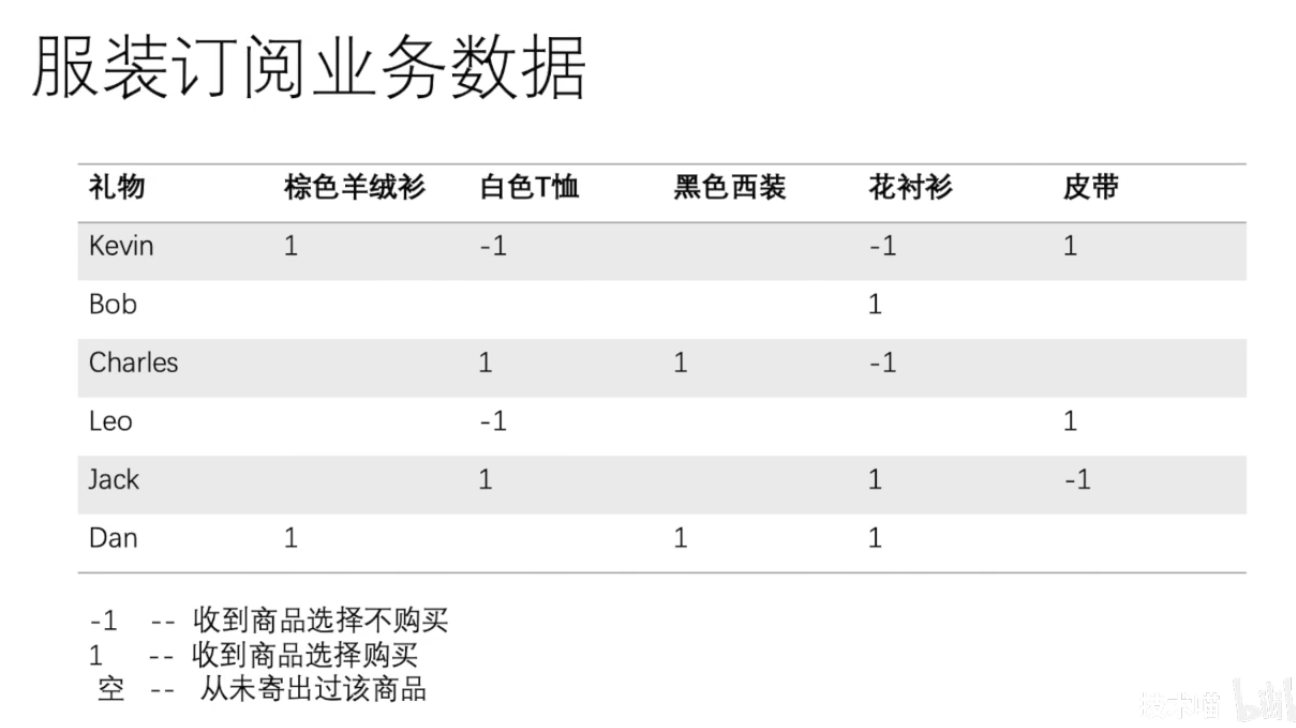 服装订阅业务数据
礼物 棕色羊绒衫 白色T恤 黑色西装 花衬衫 皮带
Kevin 1 -1 -1 1
Bob 1
Charles 1 1 -1
Leo -1 1
Jack 1 1 -1
Dan 1 1 1
-1 -- 收到商品选择不购买
1 -- 收到商品选择购买
空 -- 从未寄出过该商品
技术喵 bilibili